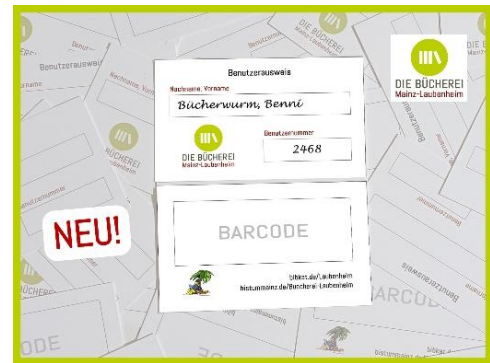 Benutzerausweis
Nachname, Vorname
Bücherwurm, Benni
DIE BÜCHEREI
Mainz-Laubenheim
Benutzernummer
2468
BARCODE
bibkat.de/Laubenheim
bistummainz.de/Buecherei-Laubenheim
NEU!
DIE BÜCHEREI
Mainz-Laubenheim